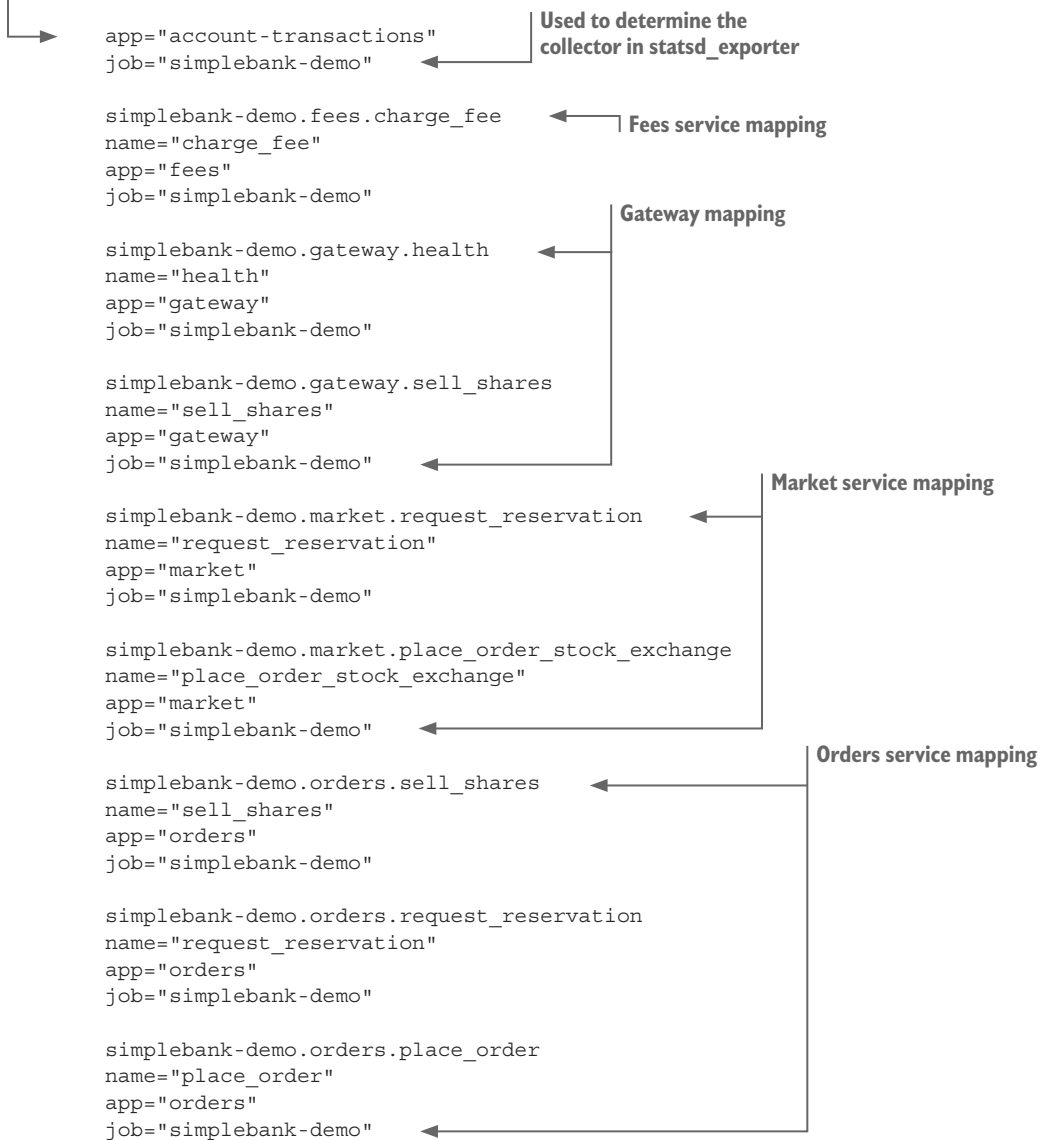 app="account-transactions"
Used to determine the
collector in statsd_exporter
job="simplebank-demo"
simplebank-demo.fees.charge_fee
Fees service mapping
name="charge_fee"
app="fees"
job="simplebank-demo"
Gateway mapping
simplebank-demo.gateway.health
name="health"
app="gateway"
job="simplebank-demo"
simplebank-demo.gateway.sell_shares
name="sell_shares"
app="gateway"
job="simplebank-demo"
Market service mapping
simplebank-demo.market.request_reservation
name="request_reservation"
app="market"
job="simplebank-demo"
simplebank-demo.market.place_order_stock_exchange
name="place_order_stock_exchange"
app="market"
job="simplebank-demo"
Orders service mapping
simplebank-demo.orders.sell_shares
name="sell_shares"
app="orders"
job="simplebank-demo"
simplebank-demo.orders.request_reservation
name="request_reservation"
app="orders"
job="simplebank-demo"
simplebank-demo.orders.place_order
name="place_order"
app="orders"
job="simplebank-demo"